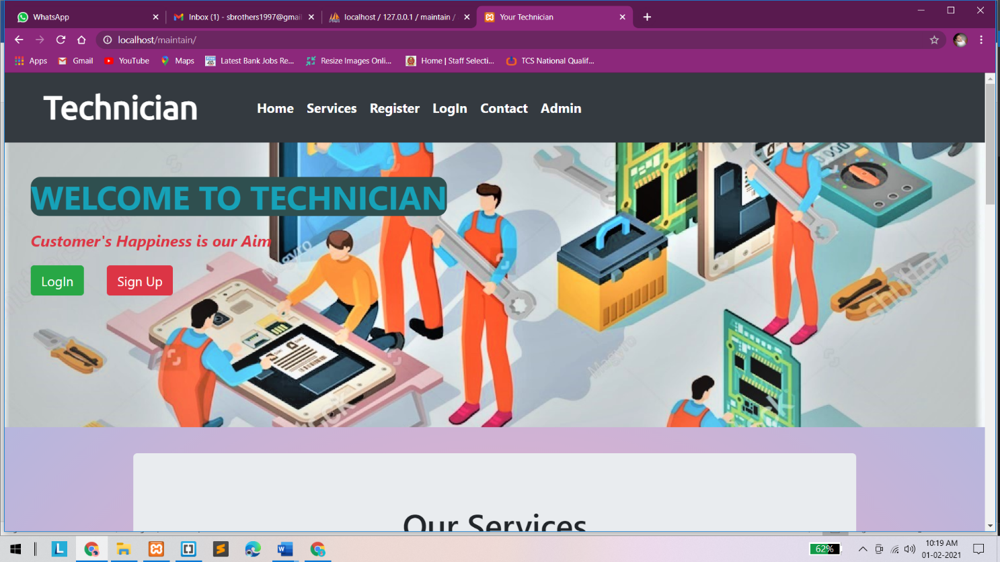 WhatsApp
Inbox (1) - sbrothers1997@gmai
localhost / 127.0.0.1 / maintain /
Your Technician
localhost/maintain/
Apps
Gmail
YouTube
Maps
Latest Bank Jobs Re...
Resize Images Onli...
Home | Staff Selecti...
TCS National Qualif...
Technician
Home Services Register LogIn Contact Admin
WELCOME TO TECHNICIAN
Customer's Happiness is our Aim
LogIn
Sign Up
Our Services
62%
10:19 AM
01-02-2021